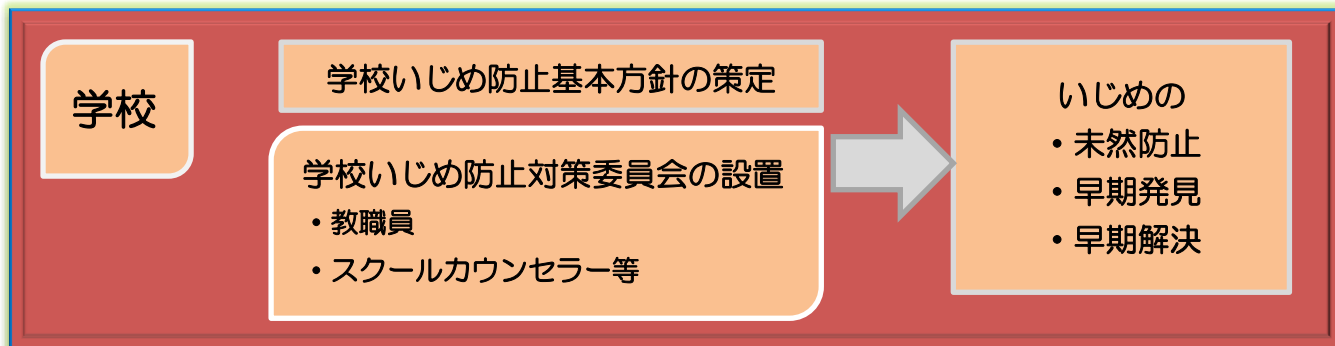 学校
学校いじめ防止基本方針の策定
学校いじめ防止対策委員会の設置
・教職員
・スクールカウンセラー等
いじめの
・未然防止
・早期発見
・早期解決